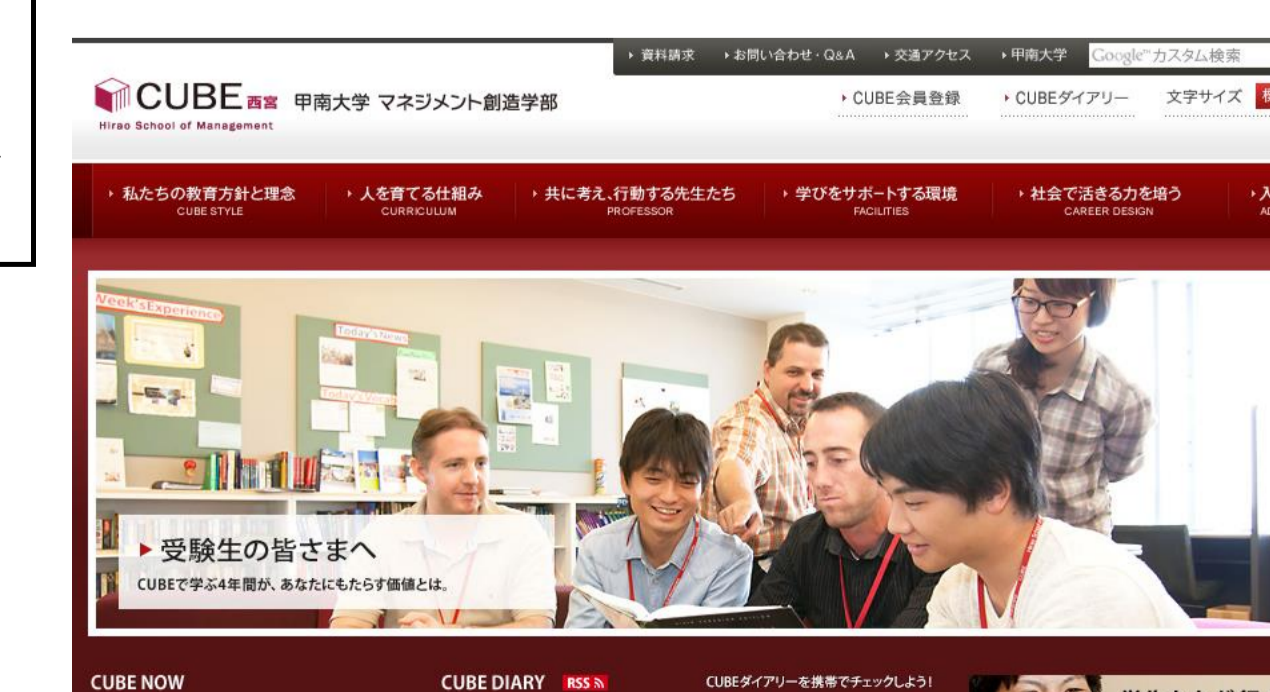 資料請求
お問い合わせ・Q&A
交通アクセス
甲南大学
Google™カスタム検索
CUBE 西宮
甲南大学 マネジメント創造学部
Hirao School of Management
CUBE会員登録
CUBEダイアリー
文字サイズ
私たちの教育方針と理念
CUBE STYLE
人を育てる仕組み
CURRICULUM
共に考え、行動する先生たち
PROFESSOR
学びをサポートする環境
FACILITIES
社会で活きる力を培う
CAREER DESIGN
Week'sExperience
Today'sNews
Today'sVocab
受験生の皆さまへ
CUBEで学ぶ4年間が、あなたにもたらす価値とは。
CUBE NOW
CUBE DIARY
RSS
CUBEダイアリーを携帯でチェックしよう!